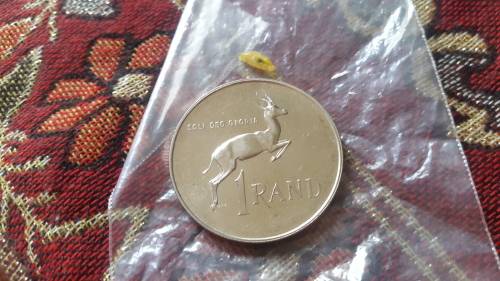 SOLI DEO GLORIA
1 RAND